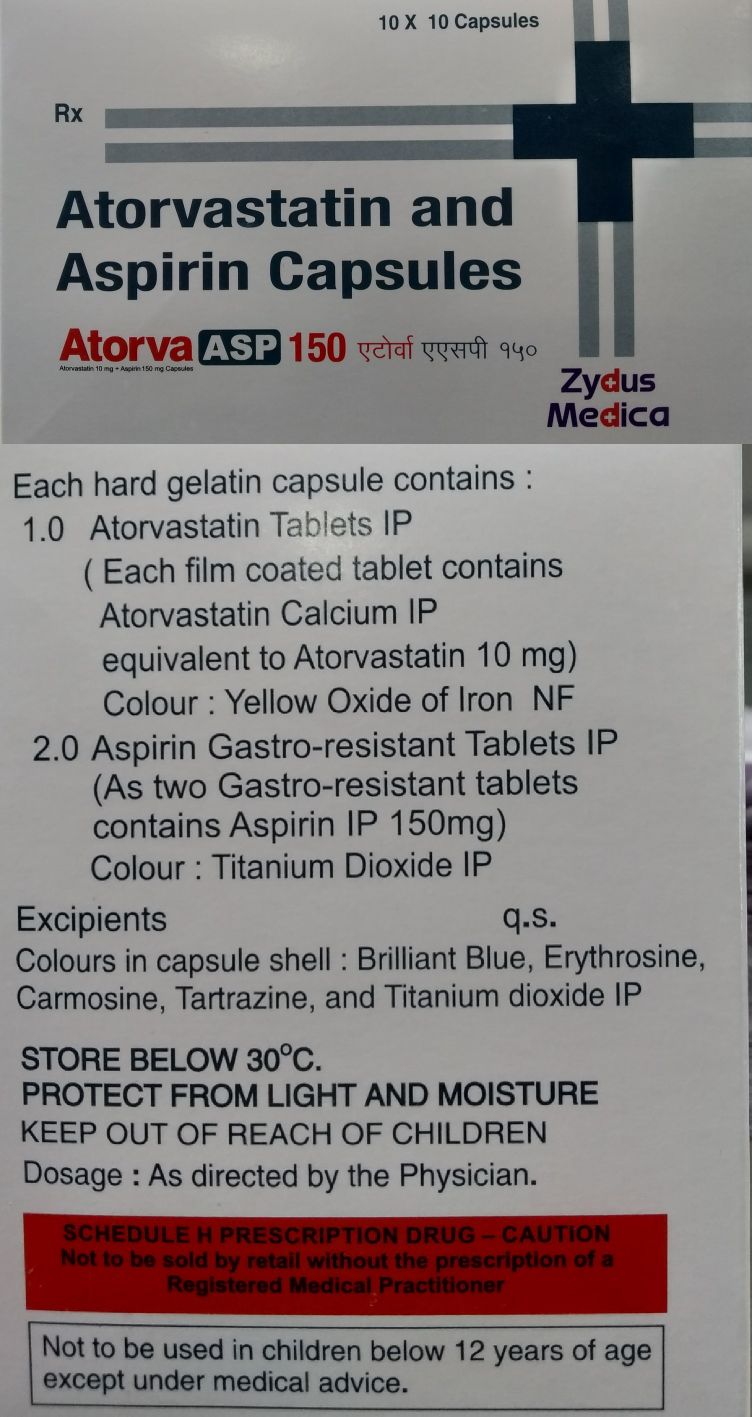 10 X 10 Capsules
Rx
Atorvastatin and
Aspirin Capsules
Atorva ASP 150 एटोर्वा एएसपी १५०
Atorvastatin 10 mg + Aspirin 150 mg Capsules
Zydus
Medica
Each hard gelatin capsule contains :
1.0 Atorvastatin Tablets IP
( Each film coated tablet contains
Atorvastatin Calcium IP
equivalent to Atorvastatin 10 mg)
Colour : Yellow Oxide of Iron NF
2.0 Aspirin Gastro-resistant Tablets IP
(As two Gastro-resistant tablets
contains Aspirin IP 150mg)
Colour : Titanium Dioxide IP
Excipients q.s.
Colours in capsule shell : Brilliant Blue, Erythrosine,
Carmosine, Tartrazine, and Titanium dioxide IP
STORE BELOW 30°C.
PROTECT FROM LIGHT AND MOISTURE
KEEP OUT OF REACH OF CHILDREN
Dosage : As directed by the Physician.
SCHEDULE H PRESCRIPTION DRUG – CAUTION
Not to be sold by retail without the prescription of a
Registered Medical Practitioner
Not to be used in children below 12 years of age
except under medical advice.